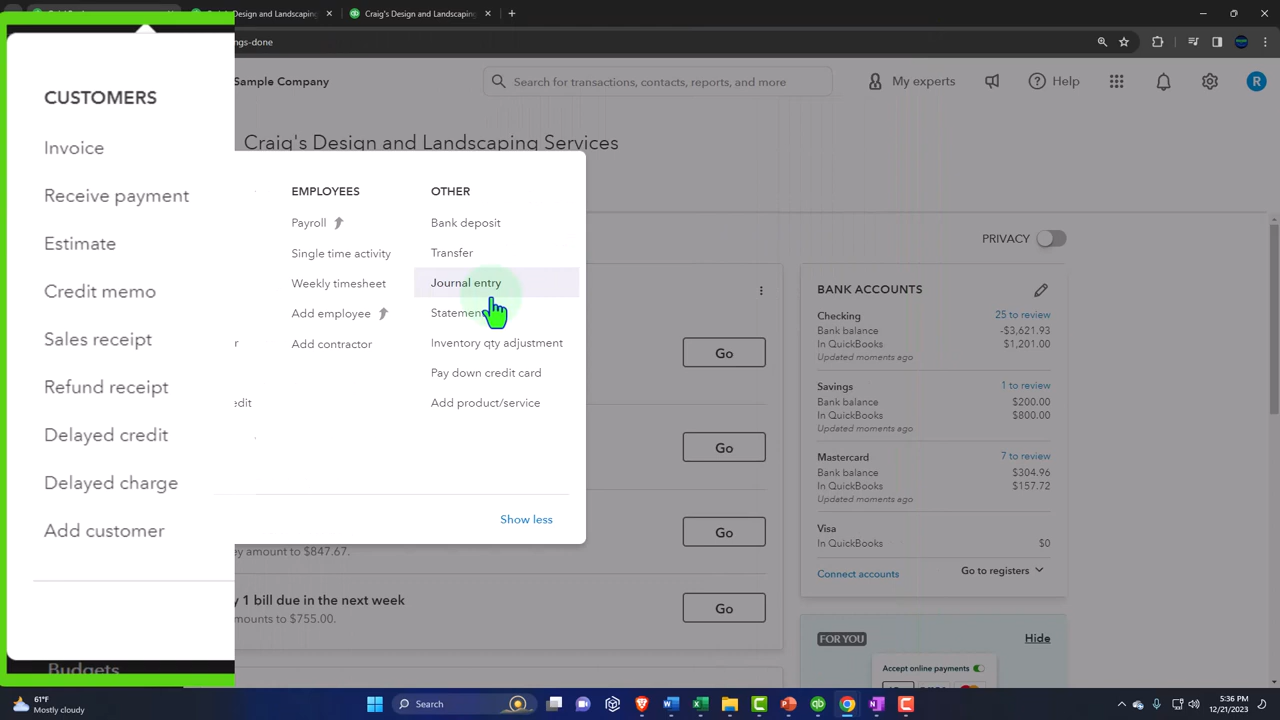 Craig's Design and Landscaping
Craig's Design and Landscaping
ngs-done
Sample Company
Search for transactions, contacts, reports, and more
My experts
Help
R
Craig's Design and Landscaping Services
CUSTOMERS
Invoice
Receive payment
Estimate
Credit memo
Sales receipt
Refund receipt
Delayed credit
Delayed charge
Add customer
Budgets
EMPLOYEES
Payroll
Single time activity
Weekly timesheet
Add employee
Add contractor
OTHER
Bank deposit
Transfer
Journal entry
Statemen
Inventory qty adjustment
Pay down credit card
Add product/service
r
edit
Show less
ey amount to $847.67.
y 1 bill due in the next week
amounts to $755.00.
Go
Go
Go
Go
PRIVACY
BANK ACCOUNTS
Checking 25 to review
Bank balance -$3,621.93
In QuickBooks $1,201.00
Updated moments ago
Savings 1 to review
Bank balance $200.00
In QuickBooks $800.00
Updated moments ago
Mastercard 7 to review
Bank balance $304.96
In QuickBooks $157.72
Updated moments ago
Visa
In QuickBooks $0
Connect accounts Go to registers
FOR YOU Hide
Accept online payments
61°F
Mostly cloudy
Search
5:36 PM
12/27/2023